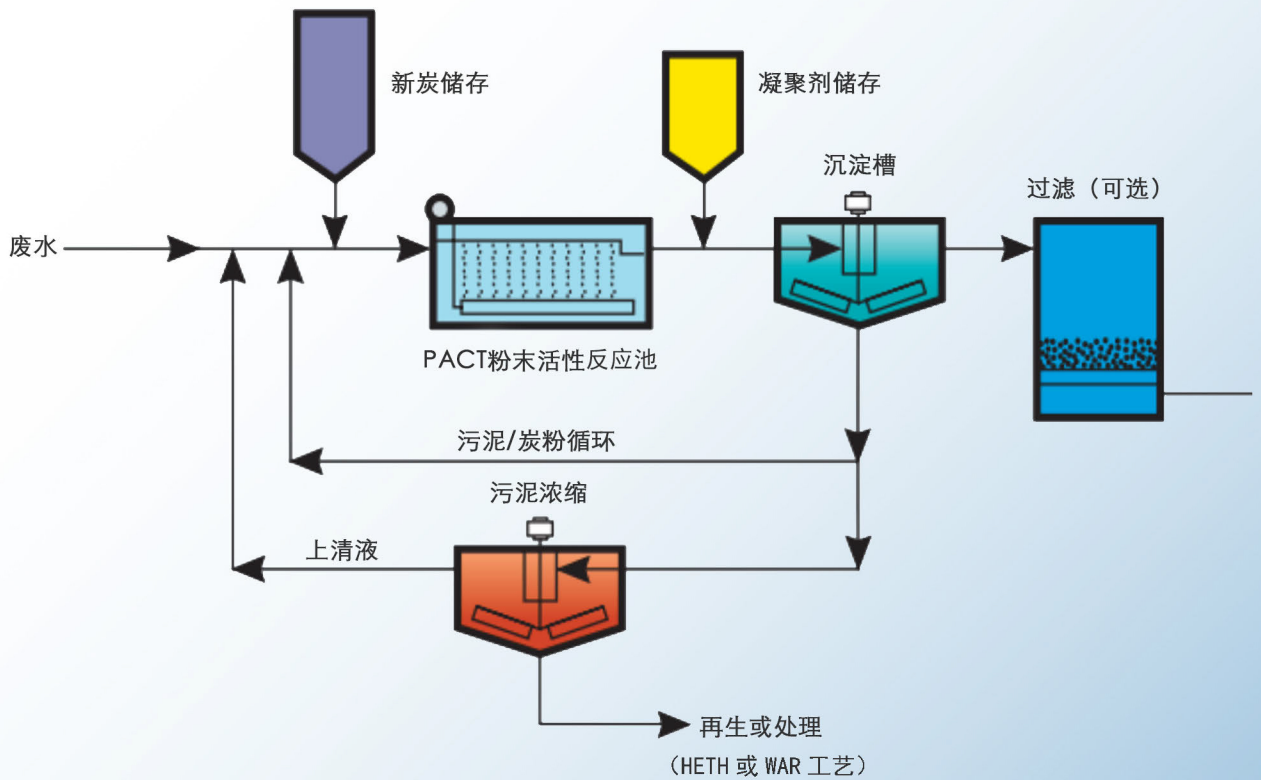 新炭储存
凝聚剂储存
沉淀槽
过滤（可选）
废水
PACT粉末活性反应池
污泥/炭粉循环
污泥浓缩
上清液
再生或处理
（HETH 或 WAR 工艺）